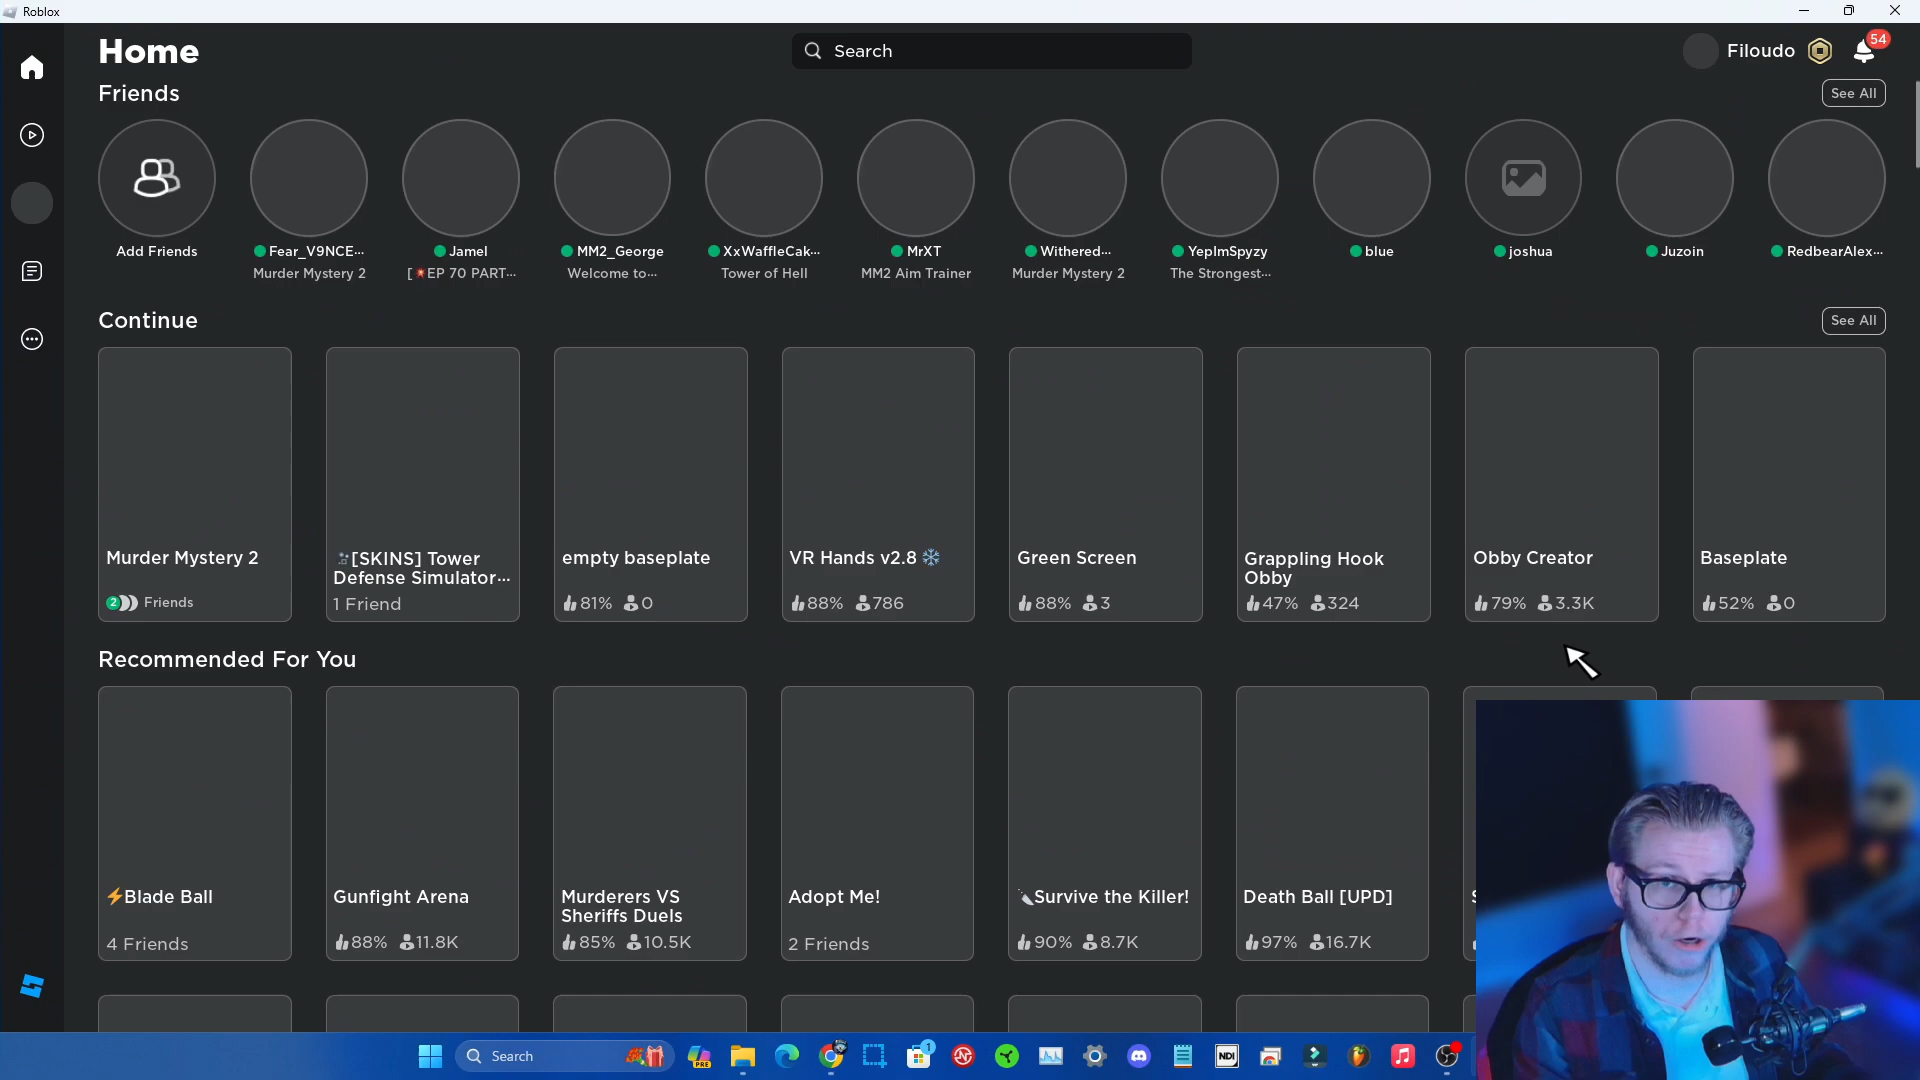 Roblox
Home
Search
Filoudo
54
Friends
See All
Add Friends
Fear_V9NCE...
Murder Mystery 2
Jamel
[💥EP 70 PART...
MM2_George
Welcome to...
XxWaffleCak...
Tower of Hell
MrXT
MM2 Aim Trainer
Withered...
Murder Mystery 2
YepImSpyzy
The Strongest...
blue
joshua
Juzoin
RedbearAlex...
Continue
See All
Murder Mystery 2
2 Friends
[SKINS] Tower
Defense Simulator...
1 Friend
empty baseplate
81% 0
VR Hands v2.8 ❄️
88% 786
Green Screen
88% 3
Grappling Hook
Obby
47% 324
Obby Creator
79% 3.3K
Baseplate
52% 0
Recommended For You
⚡Blade Ball
4 Friends
Gunfight Arena
88% 11.8K
Murderers VS
Sheriffs Duels
85% 10.5K
Adopt Me!
2 Friends
🔪Survive the Killer!
90% 8.7K
Death Ball [UPD]
97% 16.7K
Search
PRE
1
NDI